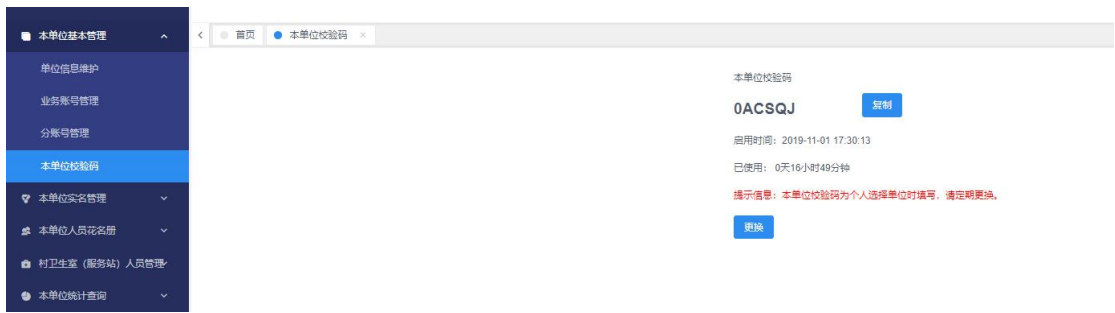 本单位基本管理
首页
本单位校验码
单位信息维护
业务账号管理
分账号管理
本单位校验码
本单位实名管理
本单位人员花名册
村卫生室（服务站）人员管理
本单位统计查询
本单位校验码
0ACSQJ
复制
启用时间：2019-11-01 17:30:13
已使用： 0天16小时49分钟
提示信息：本单位校验码为个人选择单位时填写，请定期更换。
更换